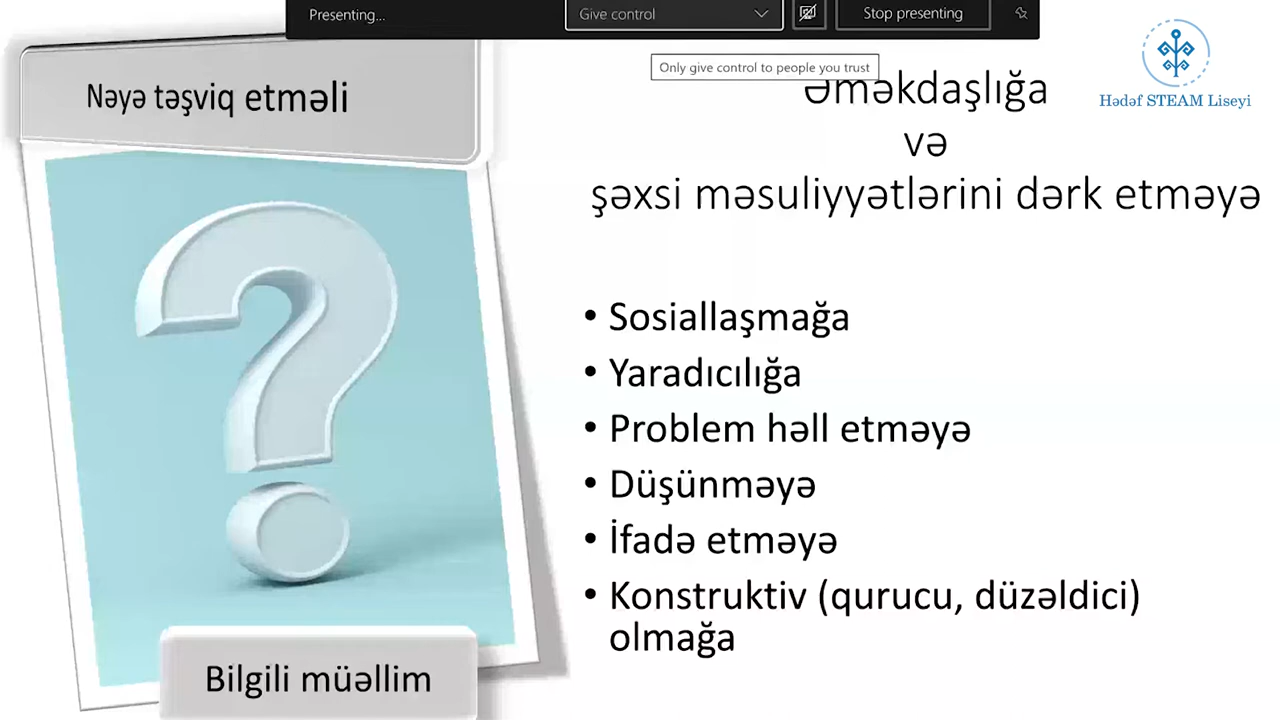 Presenting...
Give control
Stop presenting
Only give control to people you trust
Hədəf STEAM Liseyi
Nəyə təşviq etməli
Əməkdaşlığa
və
şəxsi məsuliyyətlərini dərk etməyə
• Sosiallaşmağa
• Yaradıcılığa
• Problem həll etməyə
• Düşünməyə
• İfadə etməyə
• Konstruktiv (qurucu, düzəldici)
olmağa
Bilgili müəllim